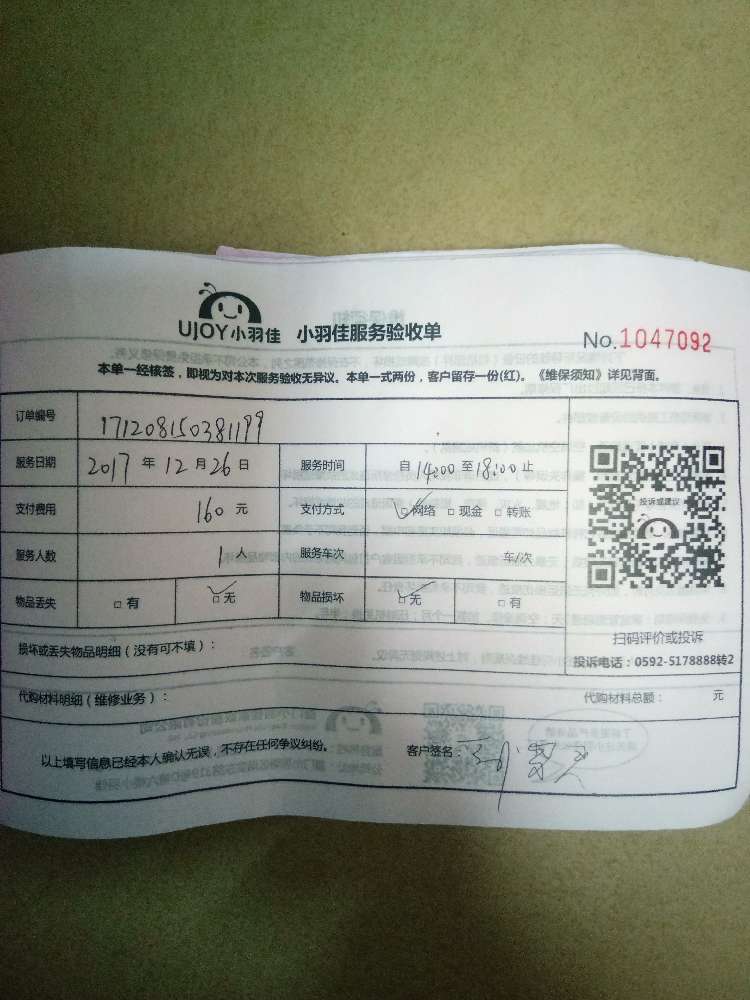 UJOY小羽佳 小羽佳服务验收单
No.1047092
本单一经核签，即视为对本次服务验收无异议。本单一式两份，客户留存一份(红)。《维保须知》详见背面。
订单编号 171208150381199
服务日期 2017 年 12 月 26 日 服务时间 自 14:00 至 18:00 止
支付费用 160 元 支付方式 □网络 □现金 □转账
服务人数 1 人 服务车次 车/次
物品丢失 □有 □无 物品损坏 □无 □有
投诉或建议
扫码评价或投诉
投诉电话：0592-5178888转2
损坏或丢失物品明细（没有可不填）：
代购材料明细（维修业务）： 代购材料总额： 元
以上填写信息已经本人确认无误，不存在任何争议纠纷。 客户签名：